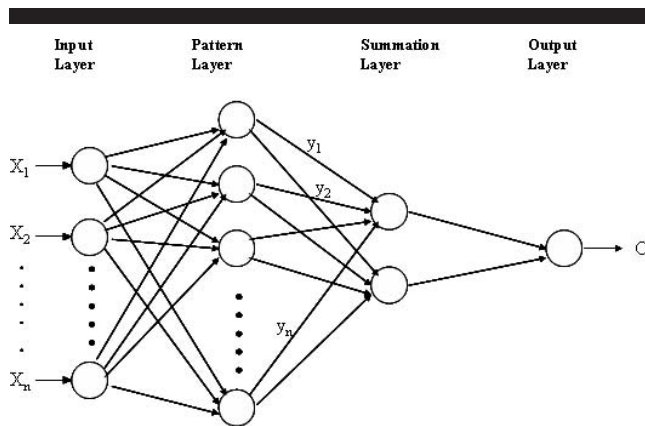 Input
Layer
Pattern
Layer
Summation
Layer
Output
Layer
X1
X2
Xn
y1
y2
yn